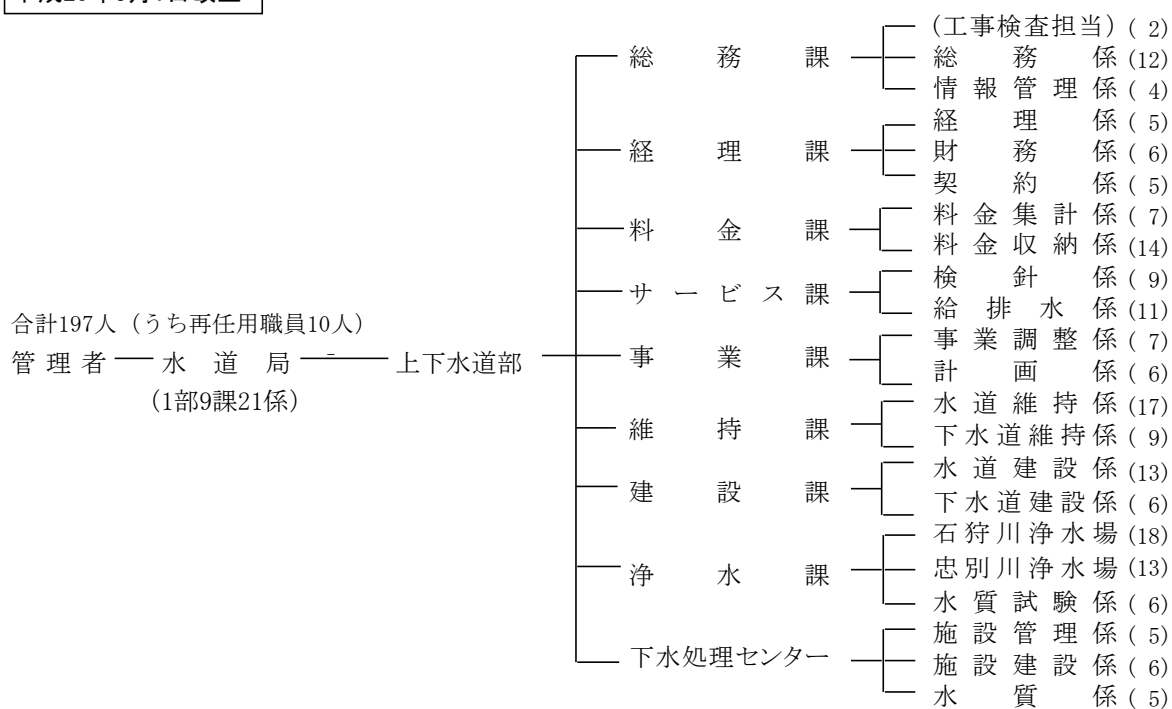 (工事検査担当) ( 2)
総務課 総務係 (12)
情報管理係 ( 4)
経理係 ( 5)
経理課 財務係 ( 6)
契約係 ( 5)
料金課 料金集計係 ( 7)
料金収納係 (14)
サービス課 検針係 ( 9)
給排水係 (11)
合計197人（うち再任用職員10人）
管理者 水道局 上下水道部 事業課 事業調整係 ( 7)
計画係 ( 6)
（1部9課21係）
維持課 水道維持係 (17)
下水道維持係 ( 9)
建設課 水道建設係 (13)
下水道建設係 ( 6)
石狩川浄水場 (18)
浄水課 忠別川浄水場 (13)
水質試験係 ( 6)
施設管理係 ( 5)
下水処理センター 施設建設係 ( 6)
水質係 ( 5)